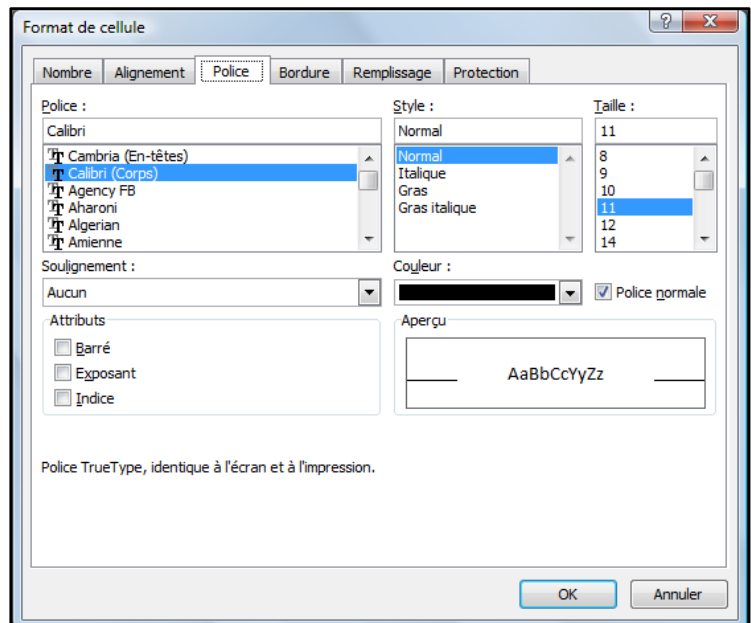 Format de cellule
Nombre Alignement Police Bordure Remplissage Protection
Police : Style : Taille :
Calibri Normal 11
Cambria (En-têtes) Normal 8
Calibri (Corps) Italique 9
Agency FB Gras 10
Aharoni Gras italique 11
Algerian 12
Amienne 14
Soulignement : Couleur :
Aucun Police normale
Attributs Aperçu
Barré
Exposant AaBbCcYyZz
Indice
Police TrueType, identique à l'écran et à l'impression.
OK Annuler